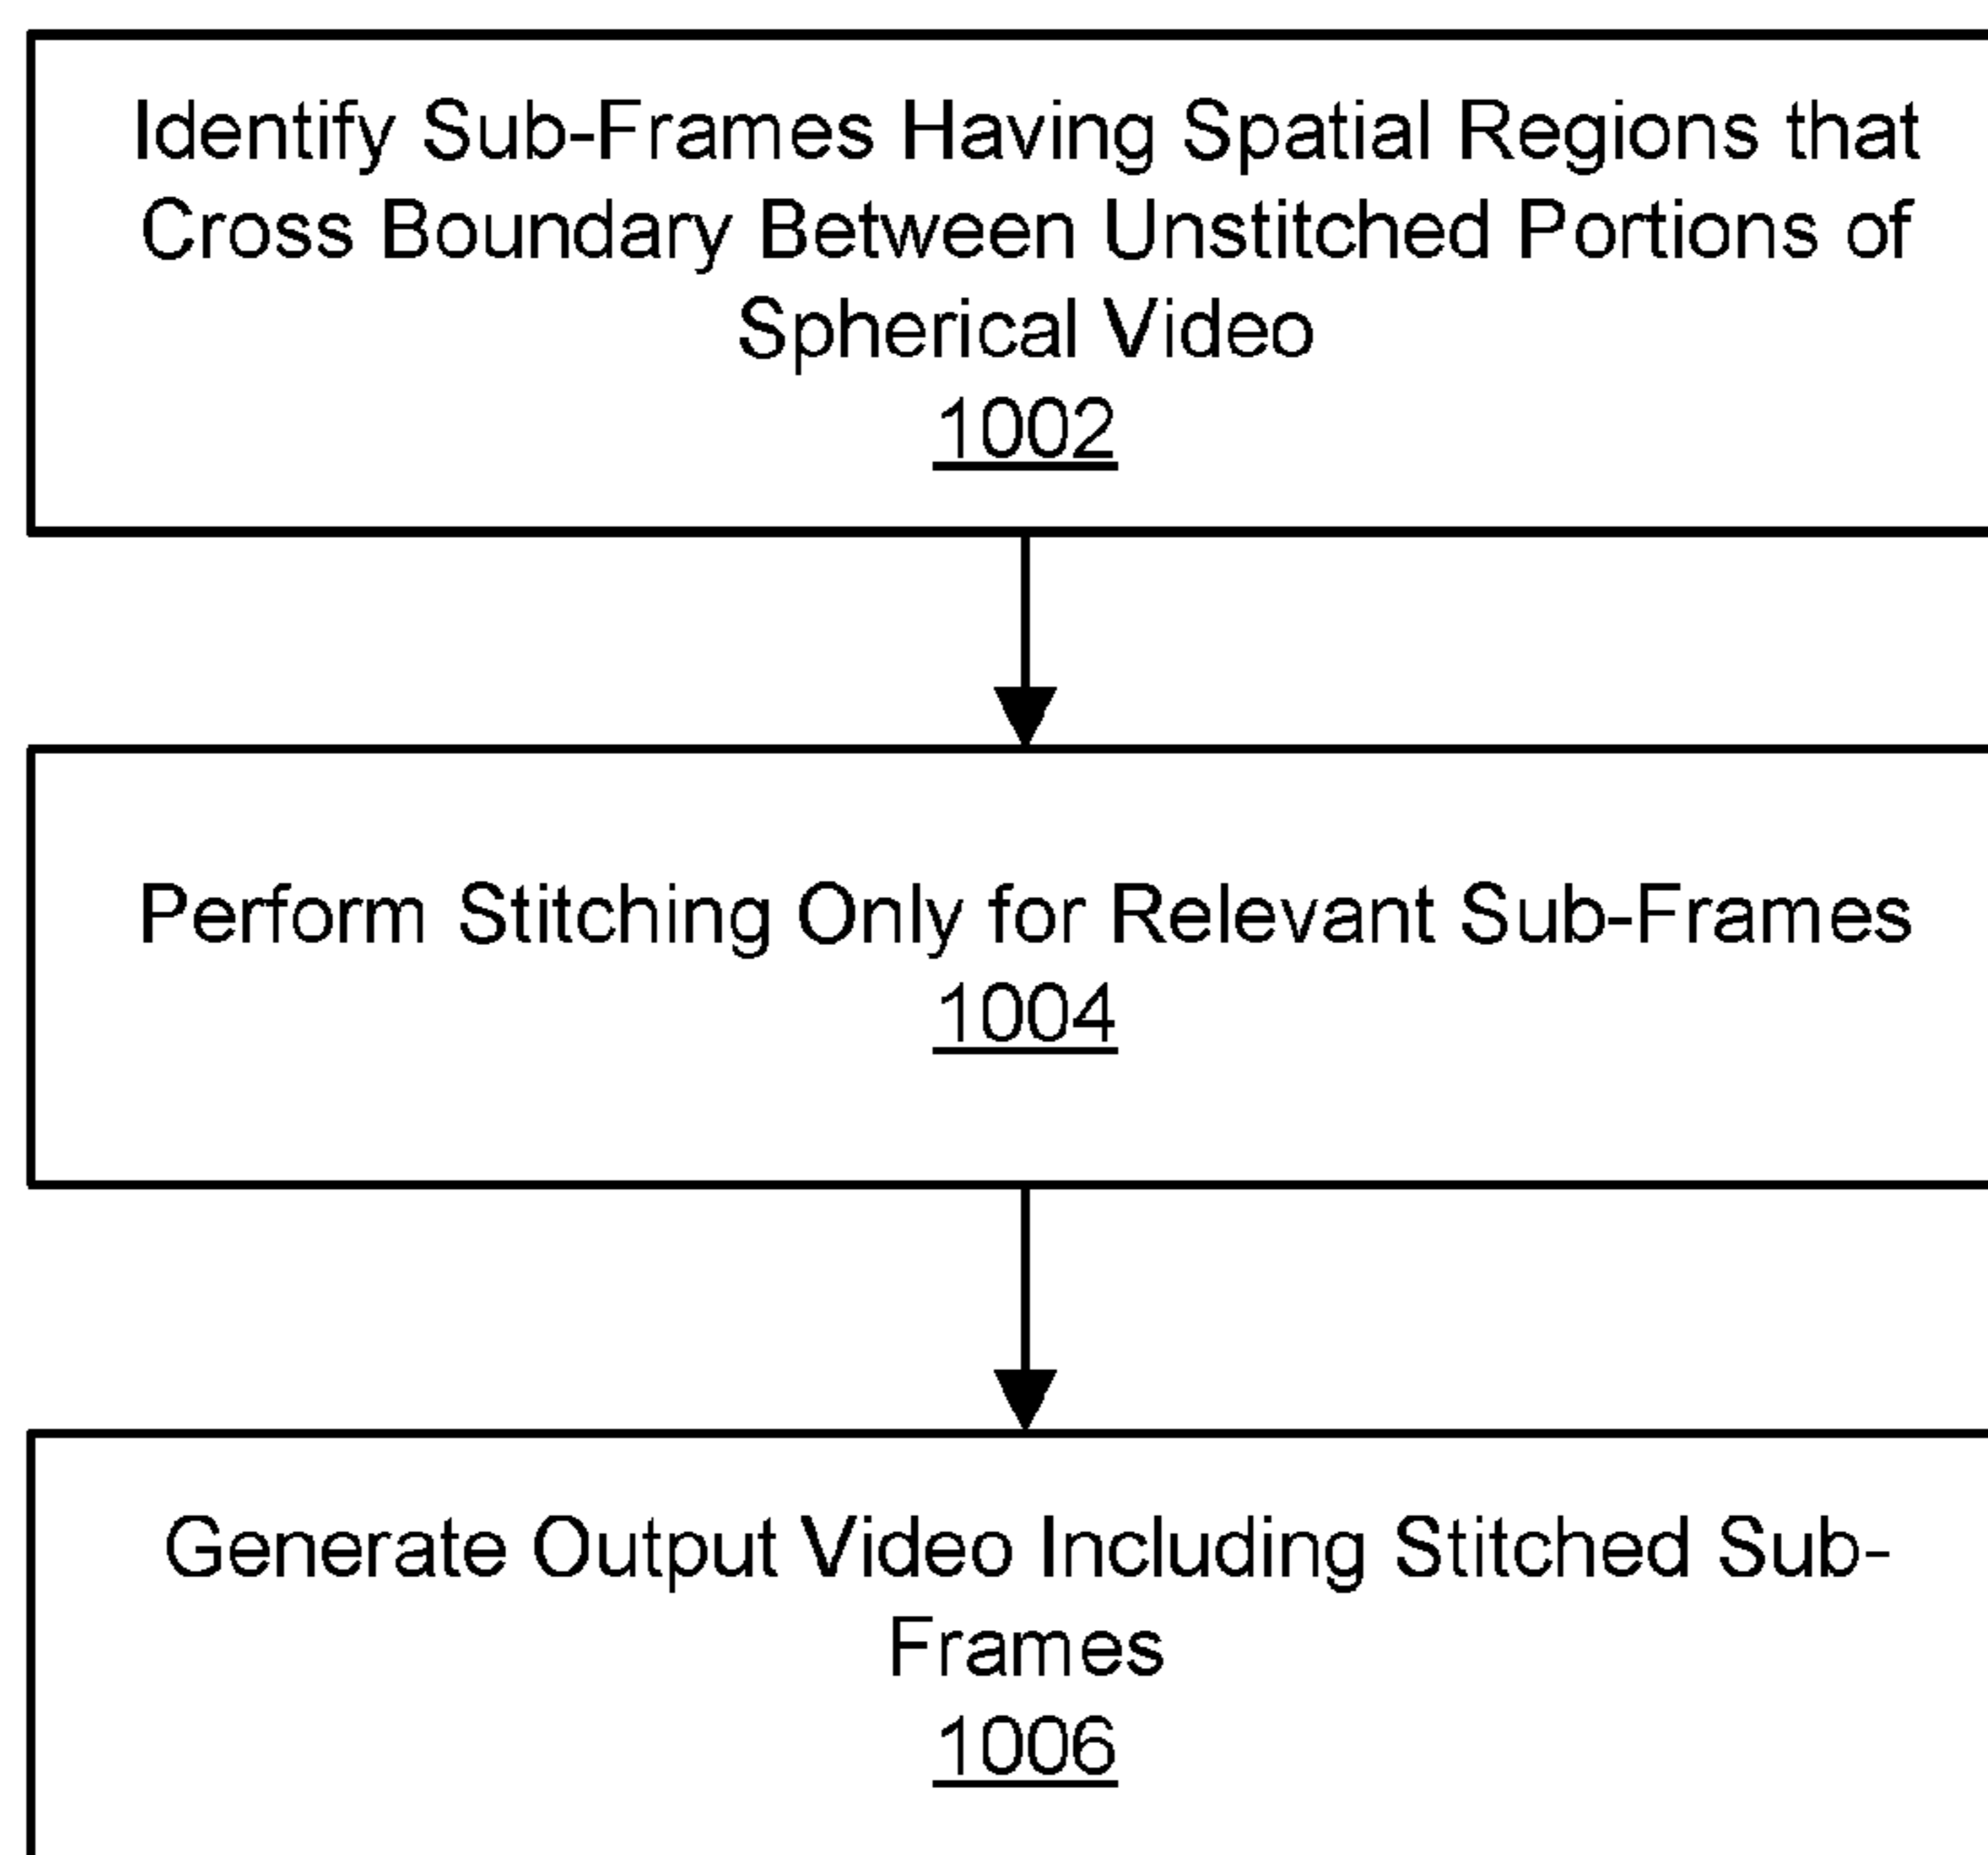 Identify Sub-Frames Having Spatial Regions that
Cross Boundary Between Unstitched Portions of
Spherical Video
1002
Perform Stitching Only for Relevant Sub-Frames
1004
Generate Output Video Including Stitched Sub-
Frames
1006